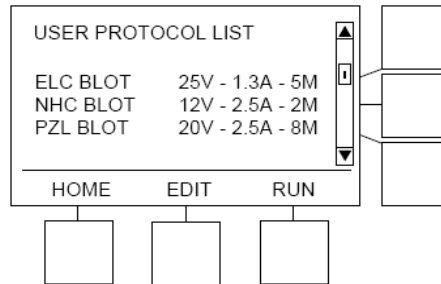 USER PROTOCOL LIST
ELC BLOT 25V - 1.3A - 5M
NHC BLOT 12V - 2.5A - 2M
PZL BLOT 20V - 2.5A - 8M
HOME EDIT RUN